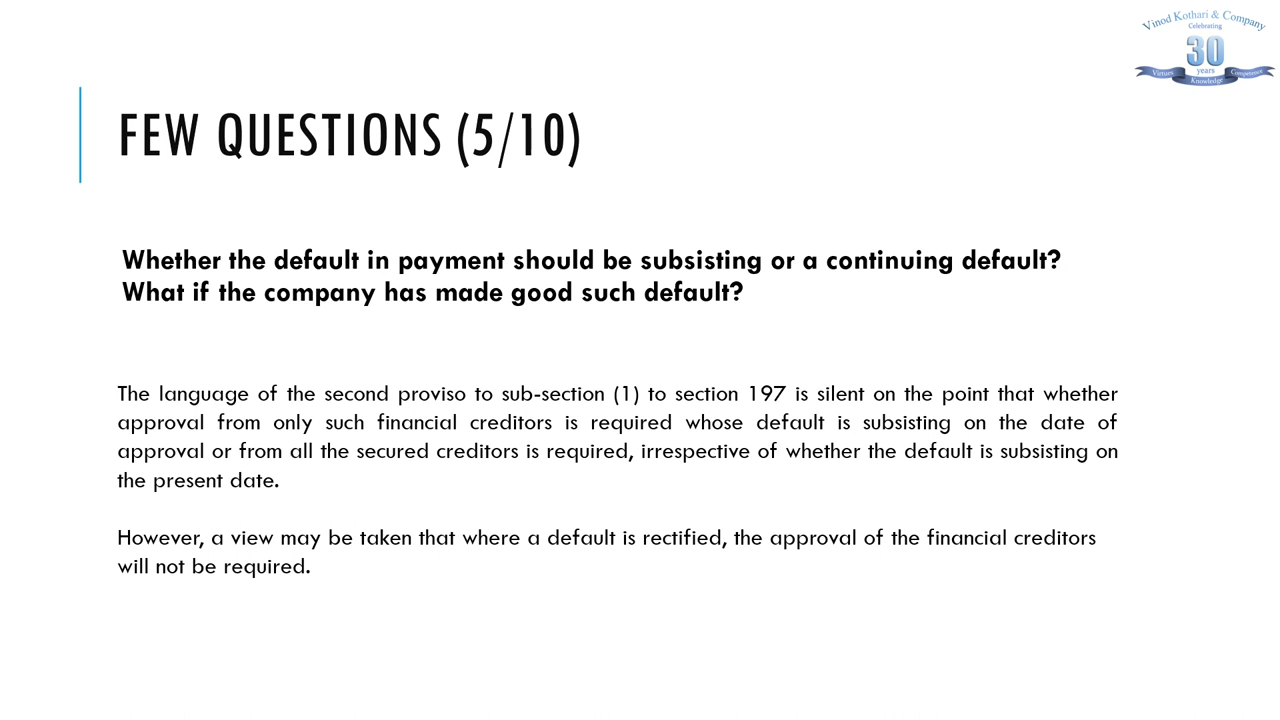 Vinod Kothari & Company
Celebrating
30
years
Virtues
Knowledge
Competence
FEW QUESTIONS (5/10)
Whether the default in payment should be subsisting or a continuing default?
What if the company has made good such default?
The language of the second proviso to sub-section (1) to section 197 is silent on the point that whether
approval from only such financial creditors is required whose default is subsisting on the date of
approval or from all the secured creditors is required, irrespective of whether the default is subsisting on
the present date.
However, a view may be taken that where a default is rectified, the approval of the financial creditors
will not be required.